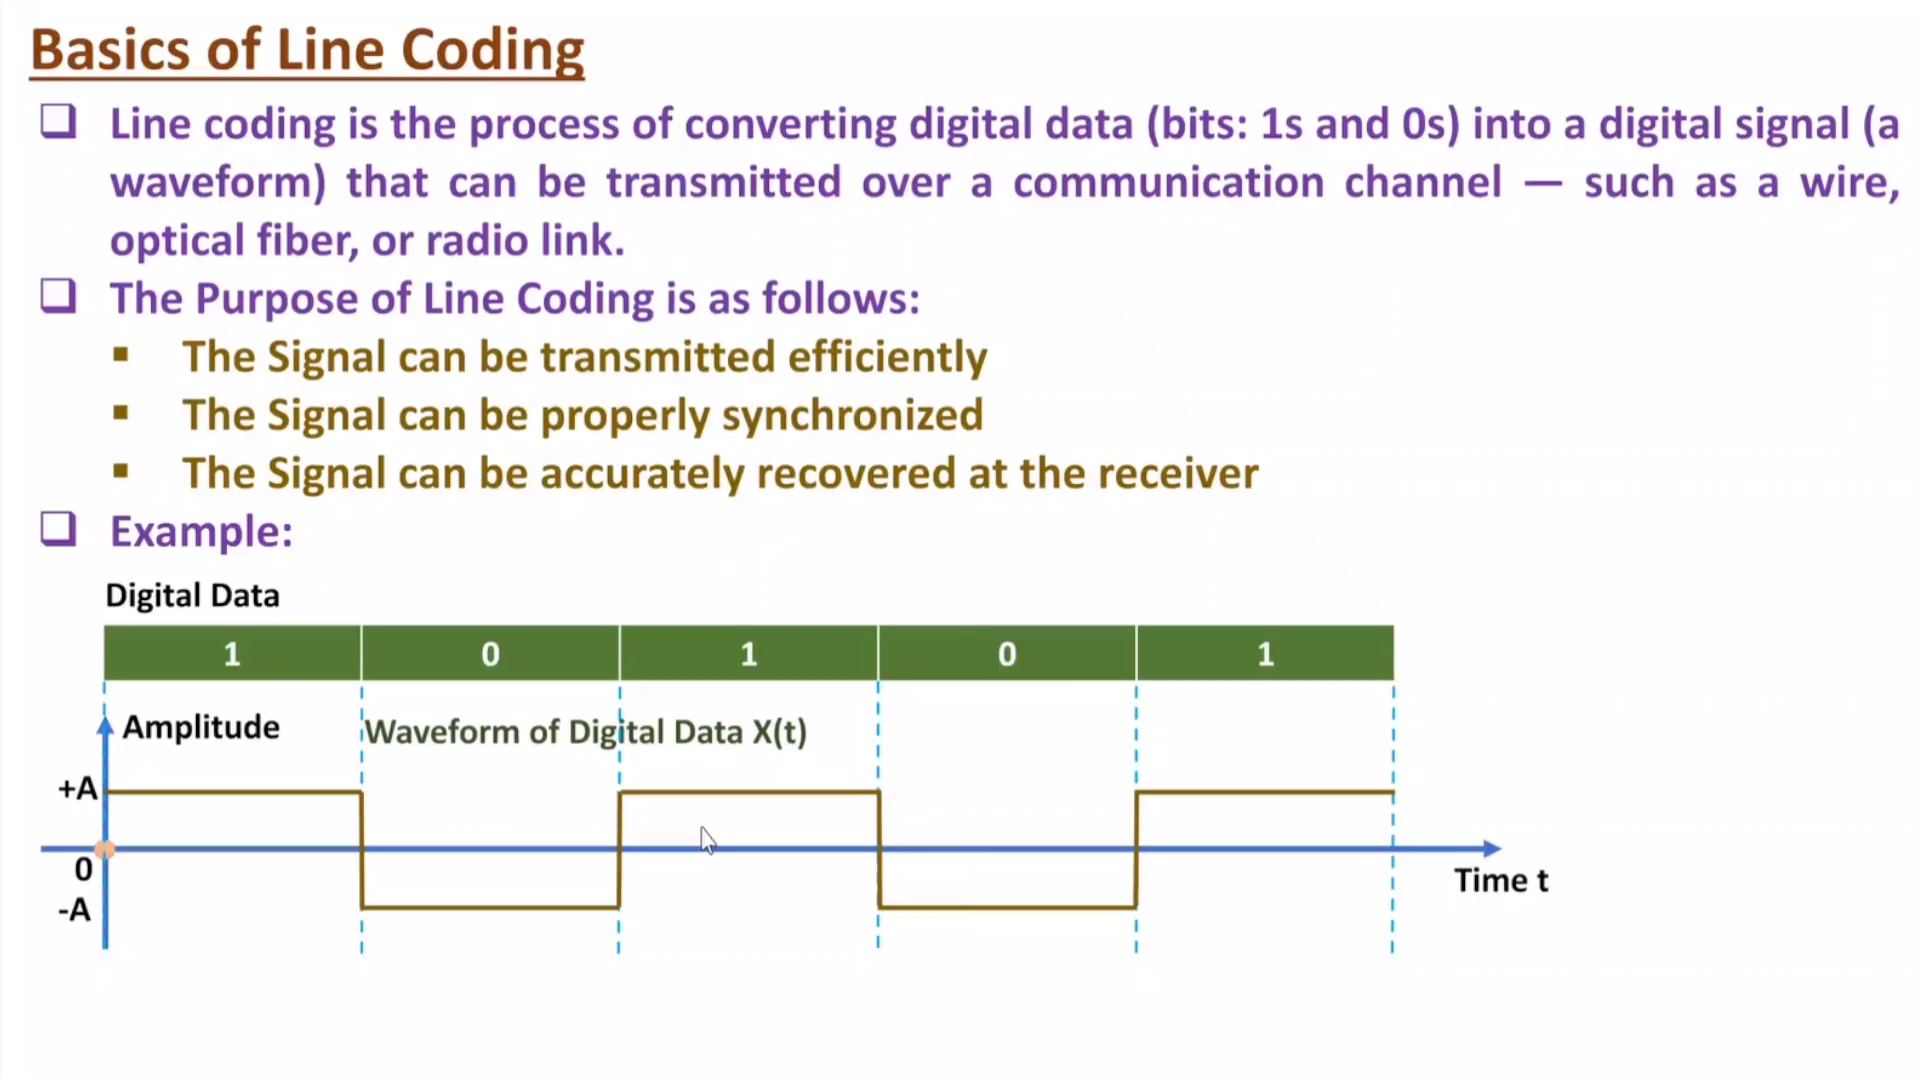 Basics of Line Coding
Line coding is the process of converting digital data (bits: 1s and 0s) into a digital signal (a
waveform) that can be transmitted over a communication channel — such as a wire,
optical fiber, or radio link.
The Purpose of Line Coding is as follows:
The Signal can be transmitted efficiently
The Signal can be properly synchronized
The Signal can be accurately recovered at the receiver
Example:
Digital Data
1 0 1 0 1
Amplitude
Waveform of Digital Data X(t)
+A
0
-A
Time t